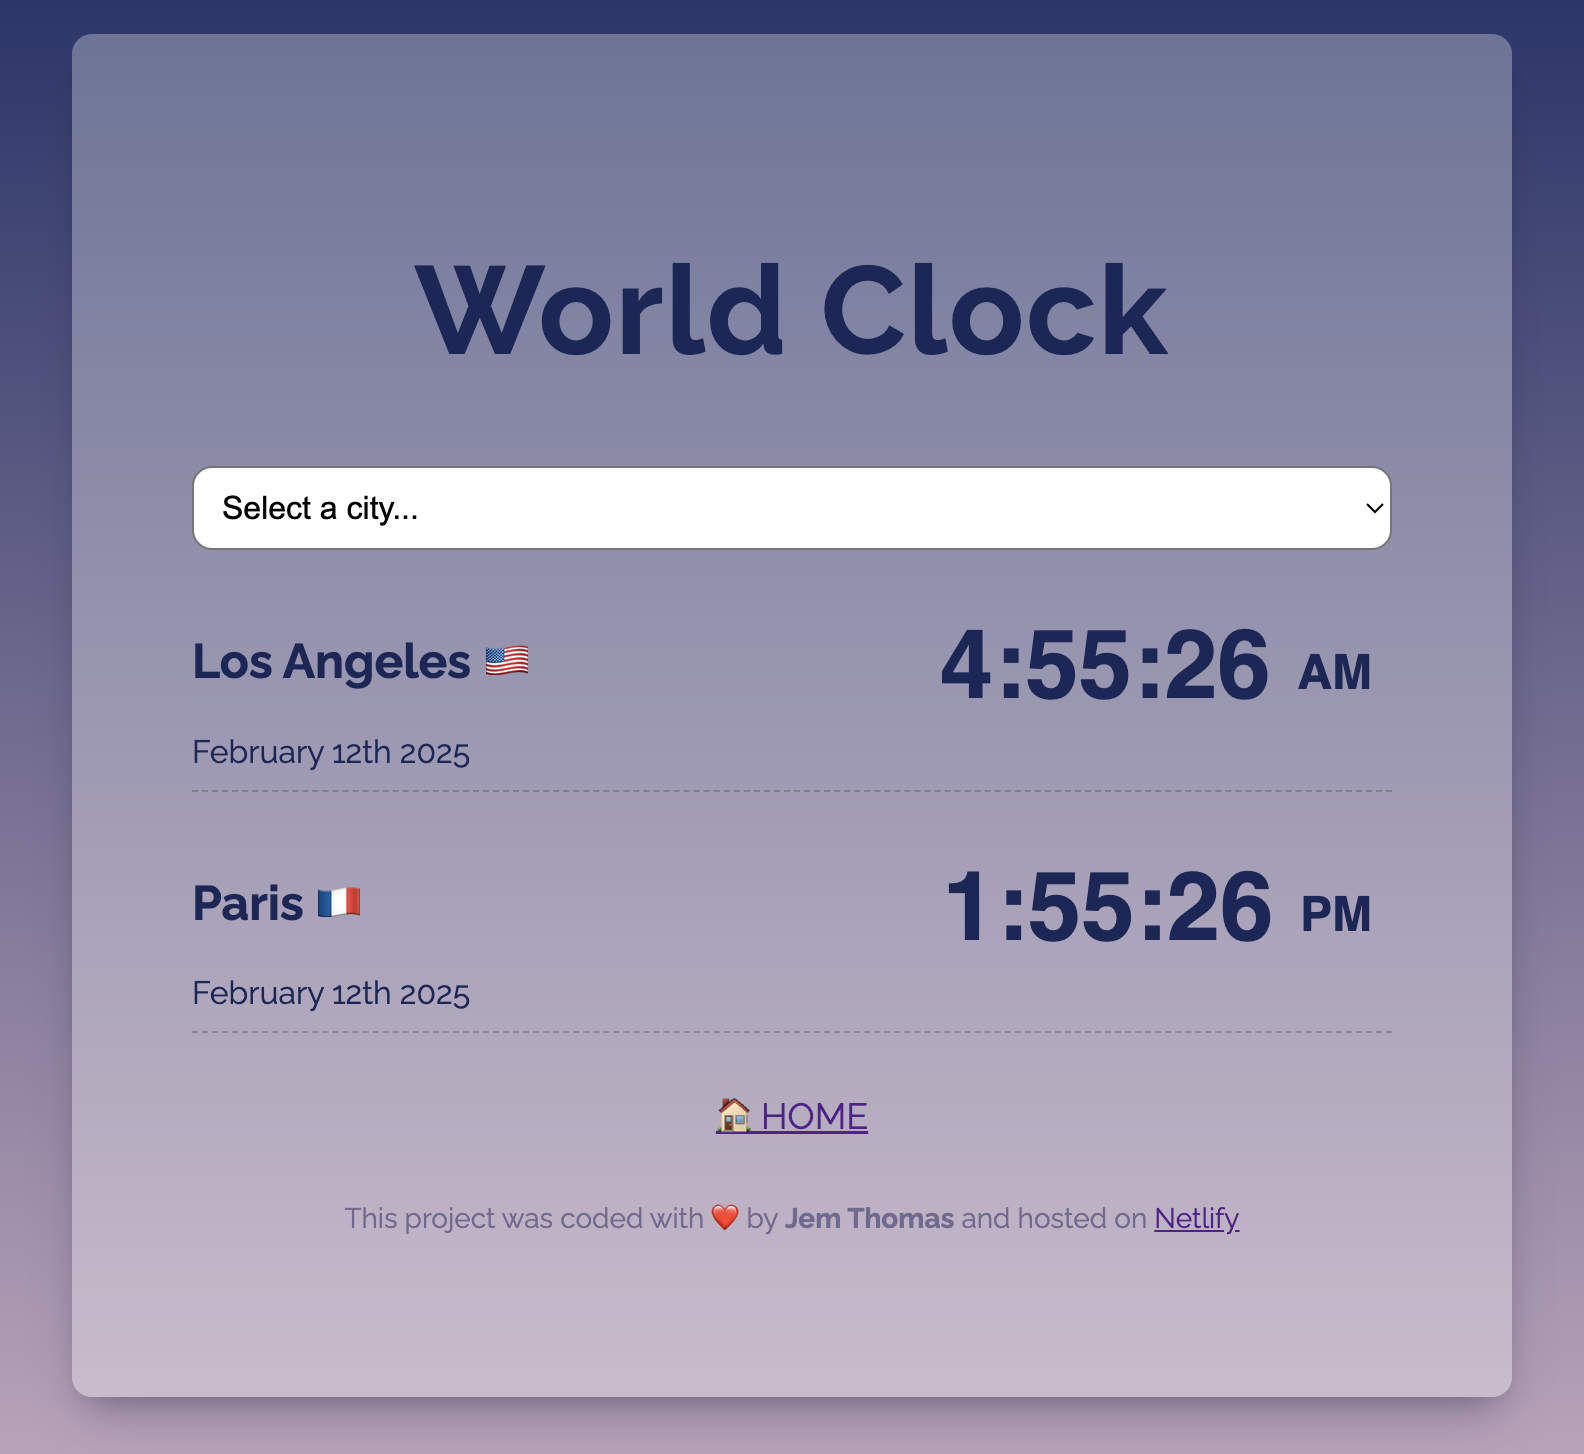 World Clock
Select a city...
Los Angeles 🇺🇸 4:55:26 AM
February 12th 2025
Paris 🇫🇷 1:55:26 PM
February 12th 2025
🏠 HOME
This project was coded with ❤️ by Jem Thomas and hosted on Netlify